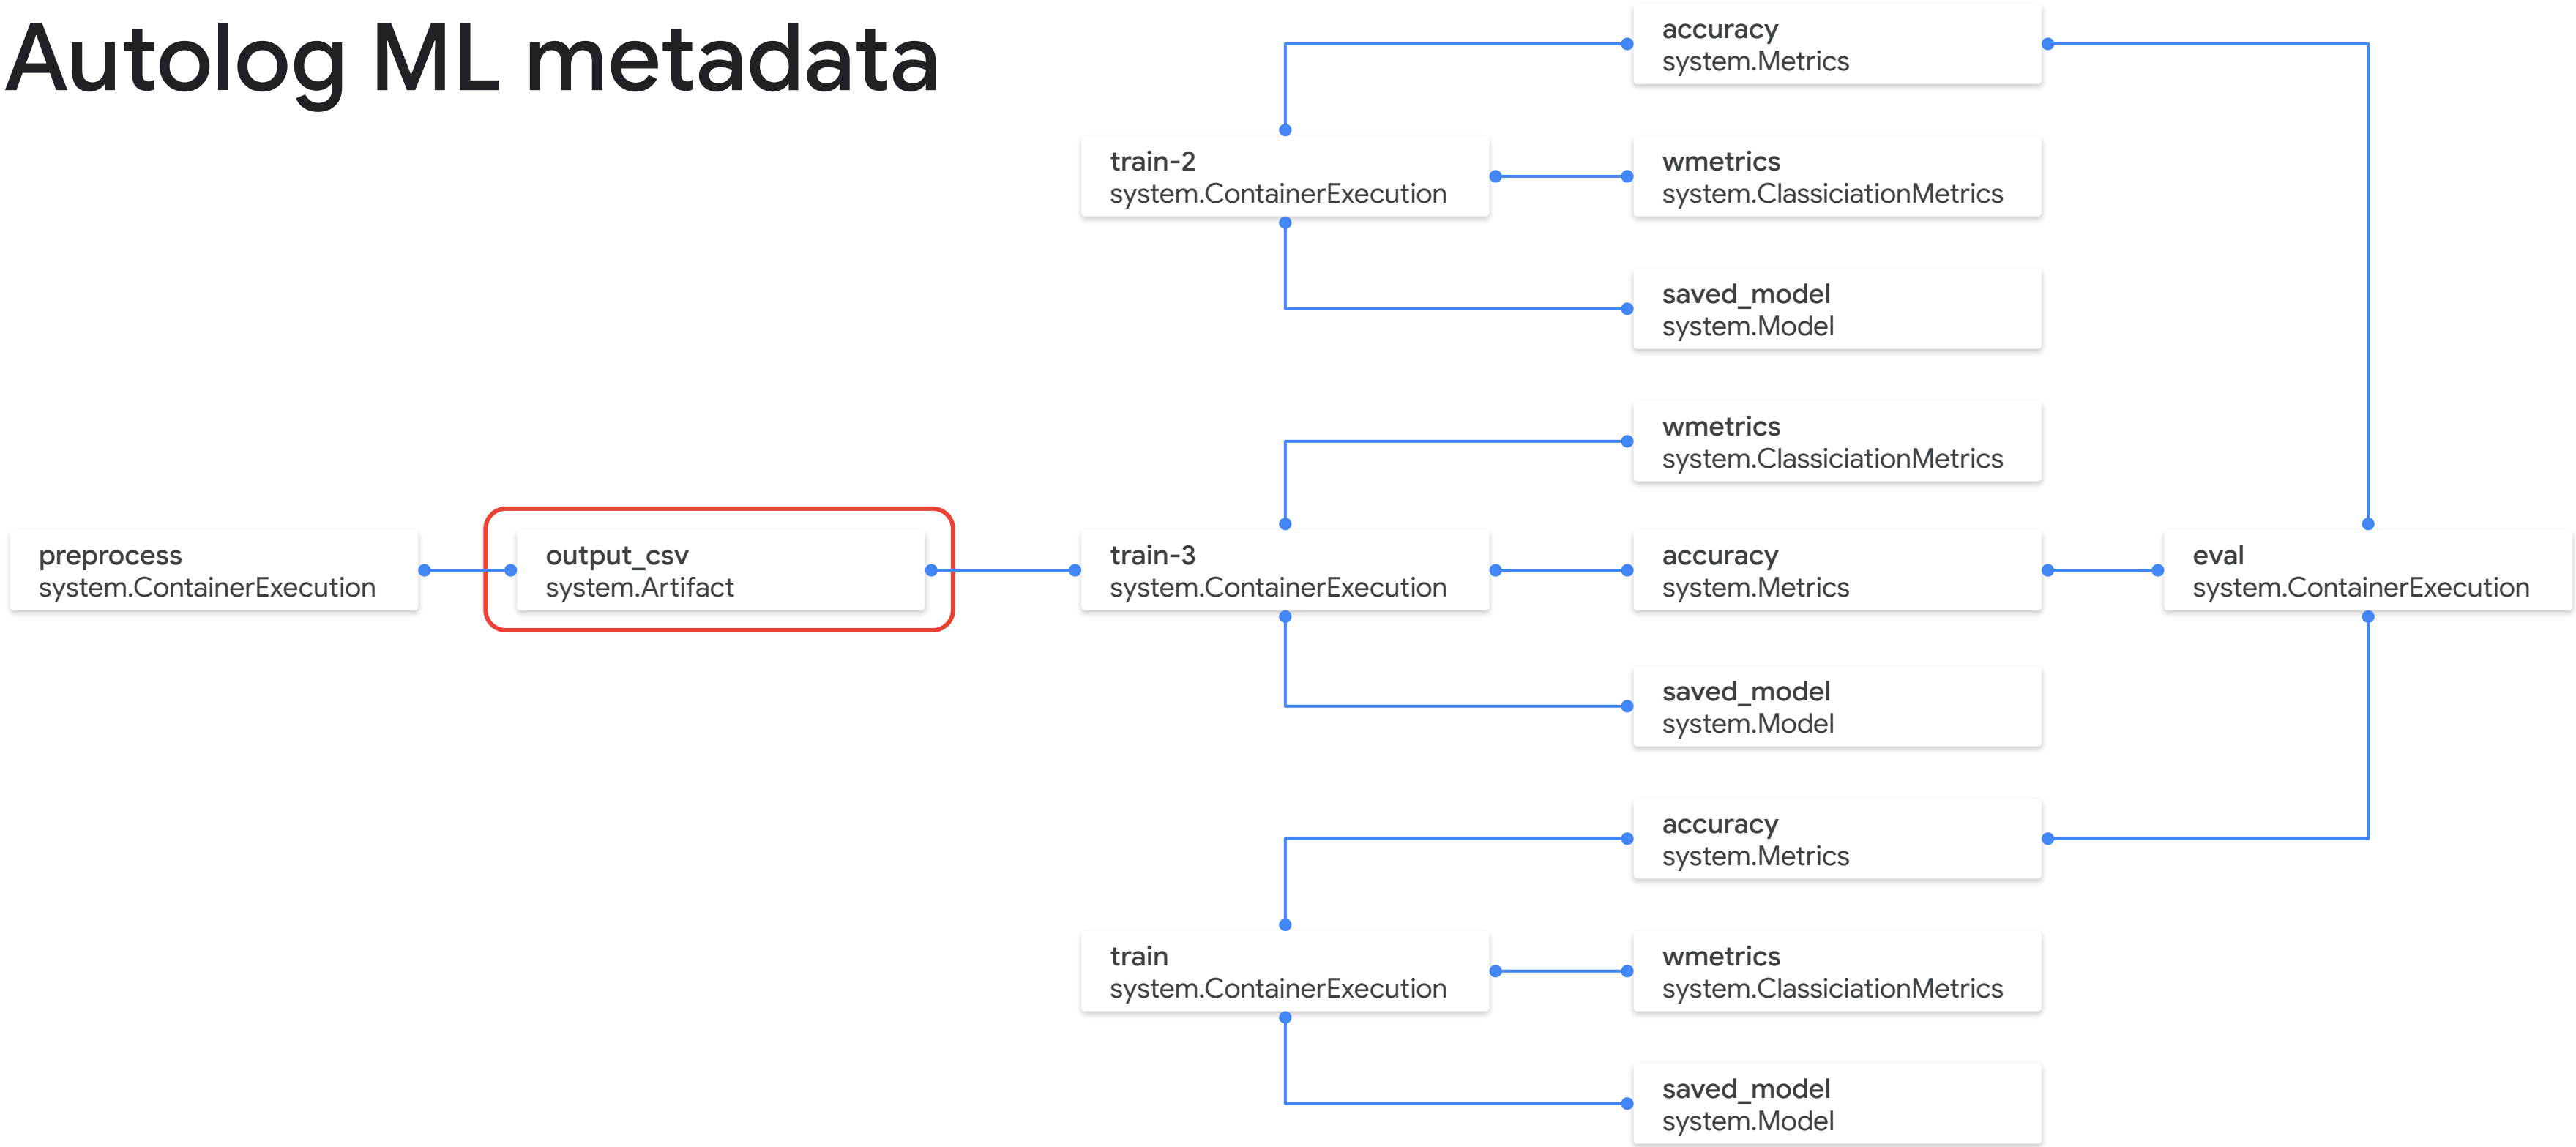 Autolog ML metadata
accuracy
system.Metrics
train-2
system.ContainerExecution
wmetrics
system.ClassiciationMetrics
saved_model
system.Model
wmetrics
system.ClassiciationMetrics
preprocess
system.ContainerExecution
output_csv
system.Artifact
train-3
system.ContainerExecution
accuracy
system.Metrics
eval
system.ContainerExecution
saved_model
system.Model
accuracy
system.Metrics
train
system.ContainerExecution
wmetrics
system.ClassiciationMetrics
saved_model
system.Model